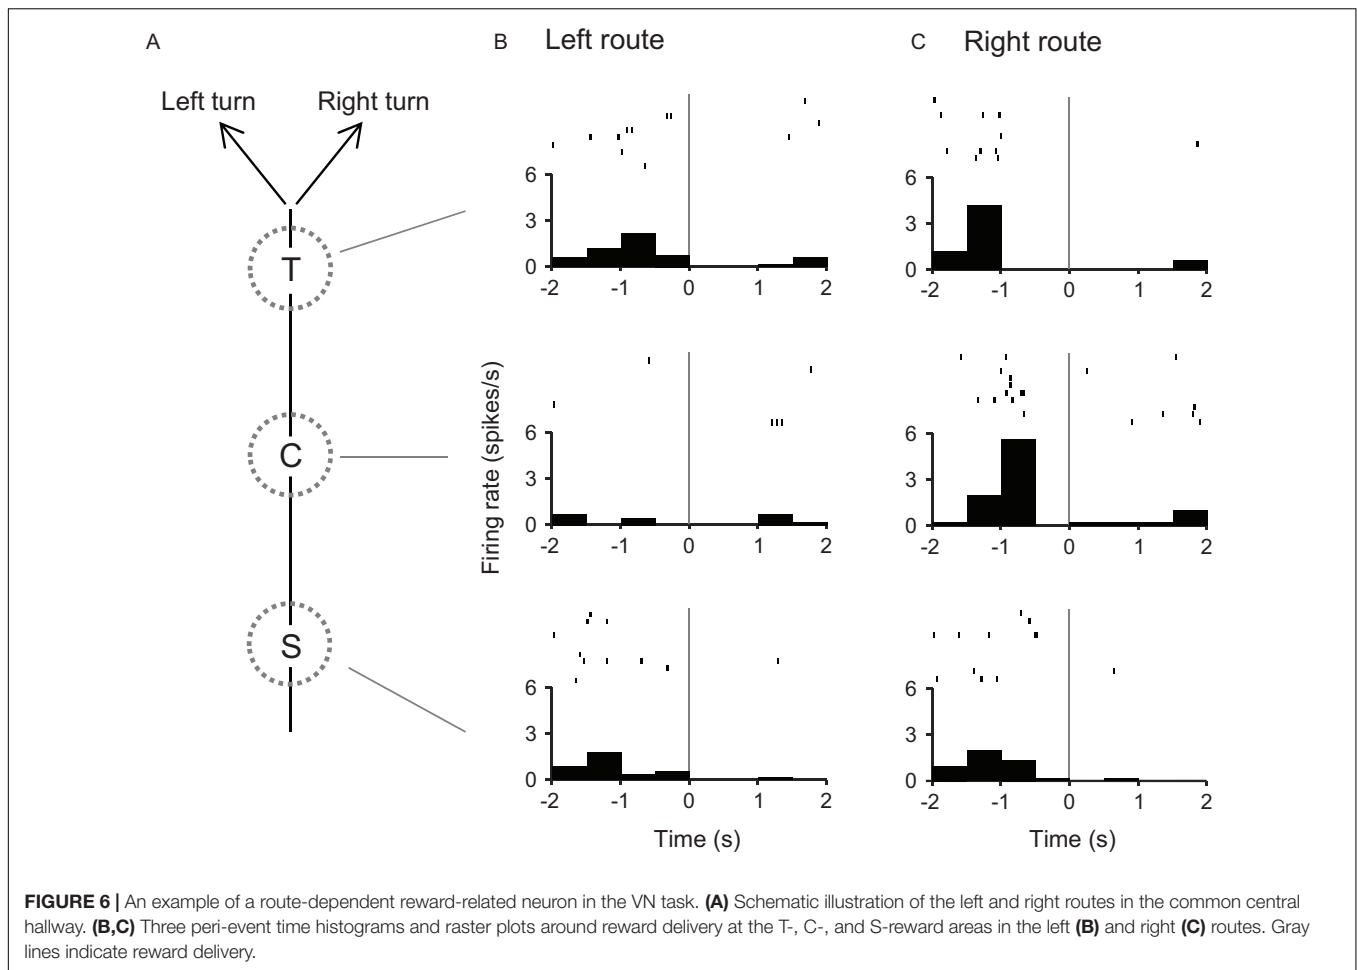 A
B Left route
C Right route
Left turn Right turn
T
C
S
Firing rate (spikes/s)
6
3
0
-2 -1 0 1 2
6
3
0
-2 -1 0 1 2
6
3
0
-2 -1 0 1 2
6
3
0
-2 -1 0 1 2
6
3
0
-2 -1 0 1 2
6
3
0
-2 -1 0 1 2
Time (s) Time (s)
FIGURE 6 | An example of a route-dependent reward-related neuron in the VN task. (A) Schematic illustration of the left and right routes in the common central
hallway. (B,C) Three peri-event time histograms and raster plots around reward delivery at the T-, C-, and S-reward areas in the left (B) and right (C) routes. Gray
lines indicate reward delivery.